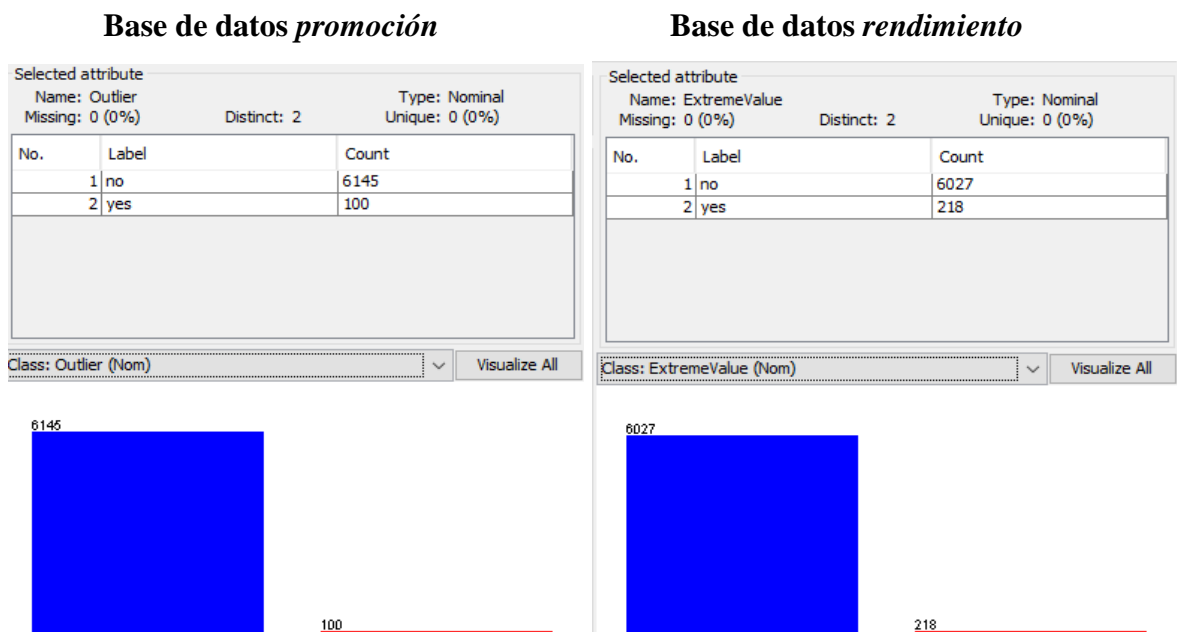 Base de datos promoción
Selected attribute
Name: Outlier Type: Nominal
Missing: 0 (0%) Distinct: 2 Unique: 0 (0%)
No. Label Count
1 no 6145
2 yes 100
Class: Outlier (Nom) Visualize All
6145
100
Base de datos rendimiento
Selected attribute
Name: ExtremeValue Type: Nominal
Missing: 0 (0%) Distinct: 2 Unique: 0 (0%)
No. Label Count
1 no 6027
2 yes 218
Class: ExtremeValue (Nom) Visualize All
6027
218